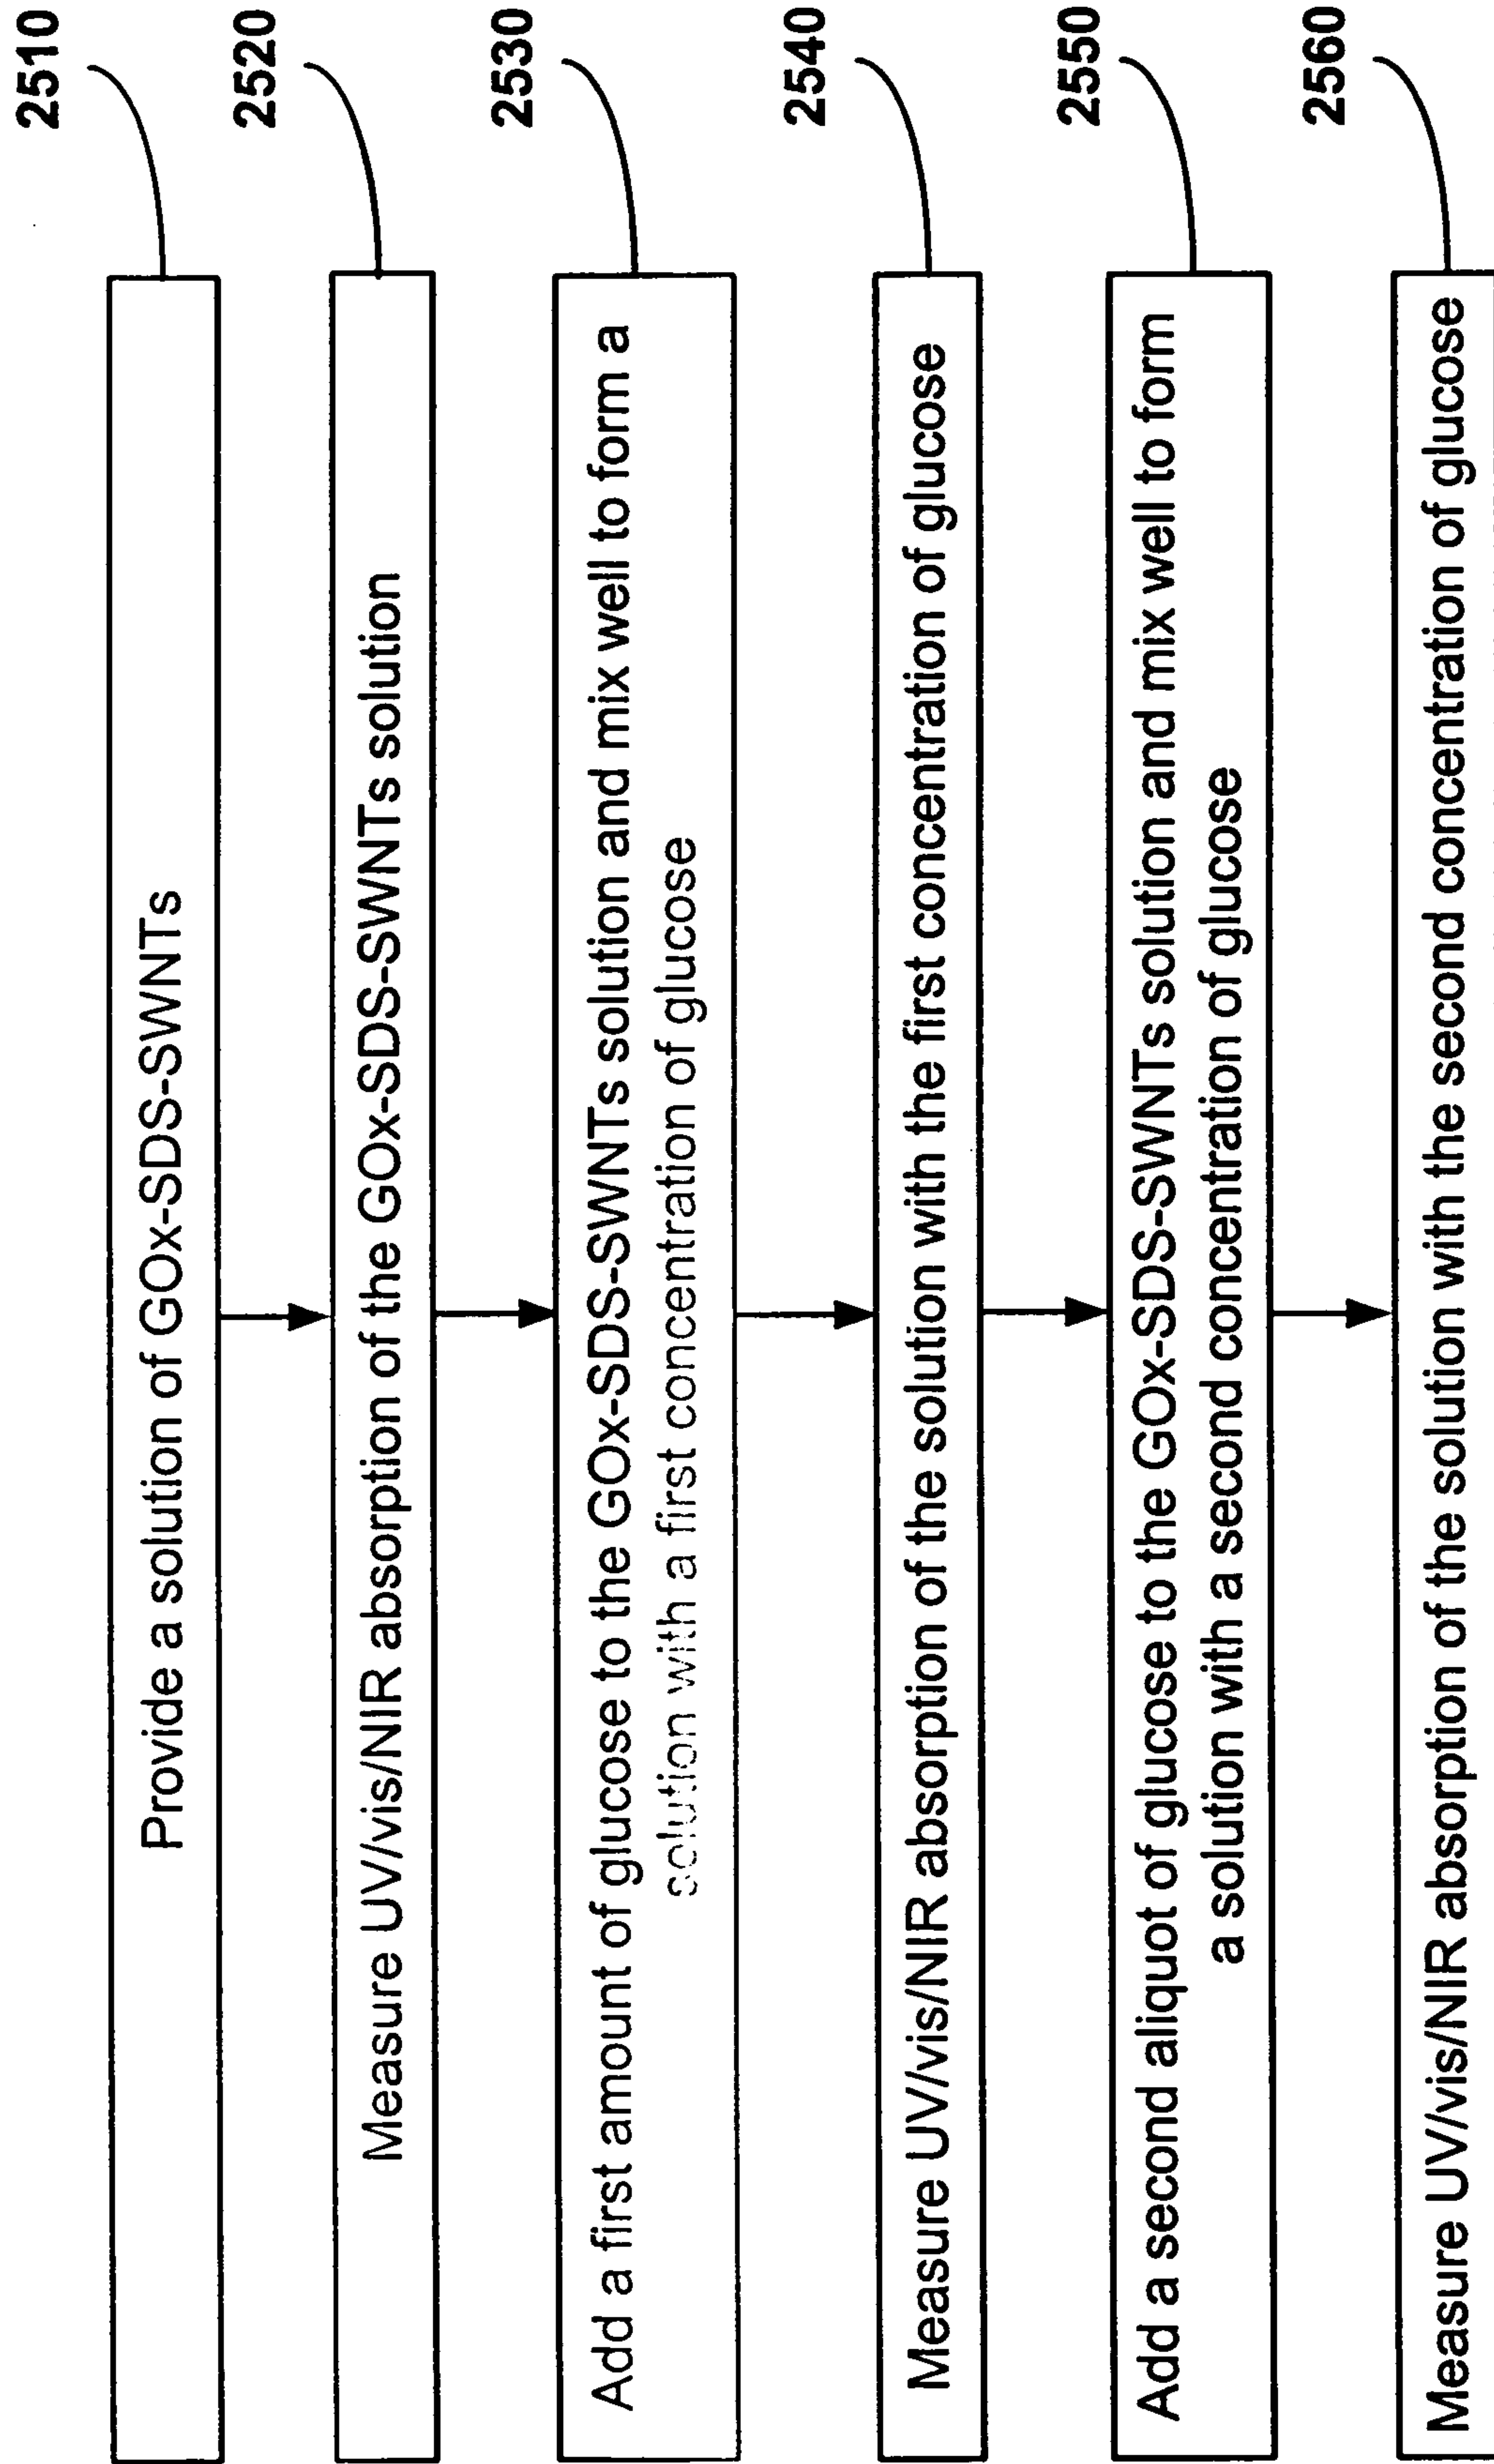 2510
Provide a solution of GOx-SDS-SWNTs
2520
Measure UV/vis/NIR absorption of the GOx-SDS-SWNTs solution
2530
Add a first amount of glucose to the GOx-SDS-SWNTs solution and mix well to form a
solution with a first concentration of glucose
2540
Measure UV/vis/NIR absorption of the solution with the first concentration of glucose
2550
Add a second aliquot of glucose to the GOx-SDS-SWNTs solution and mix well to form
a solution with a second concentration of glucose
2560
Measure UV/vis/NIR absorption of the solution with the second concentration of glucose